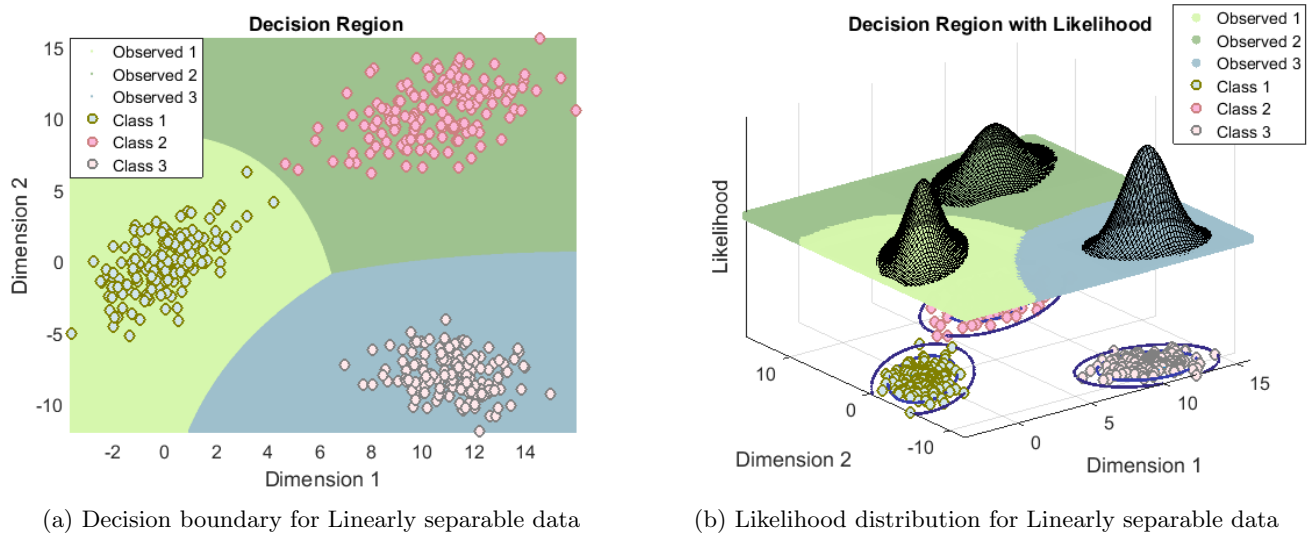 Decision Region
Observed 1
Observed 2
Observed 3
Class 1
Class 2
Class 3
15
10
5
0
-5
-10
Dimension 2
-2
0
2
4
6
8
10
12
14
Dimension 1
(a) Decision boundary for Linearly separable data
Decision Region with Likelihood
Observed 1
Observed 2
Observed 3
Class 1
Class 2
Class 3
Likelihood
10
0
-10
Dimension 2
0
5
10
15
Dimension 1
(b) Likelihood distribution for Linearly separable data